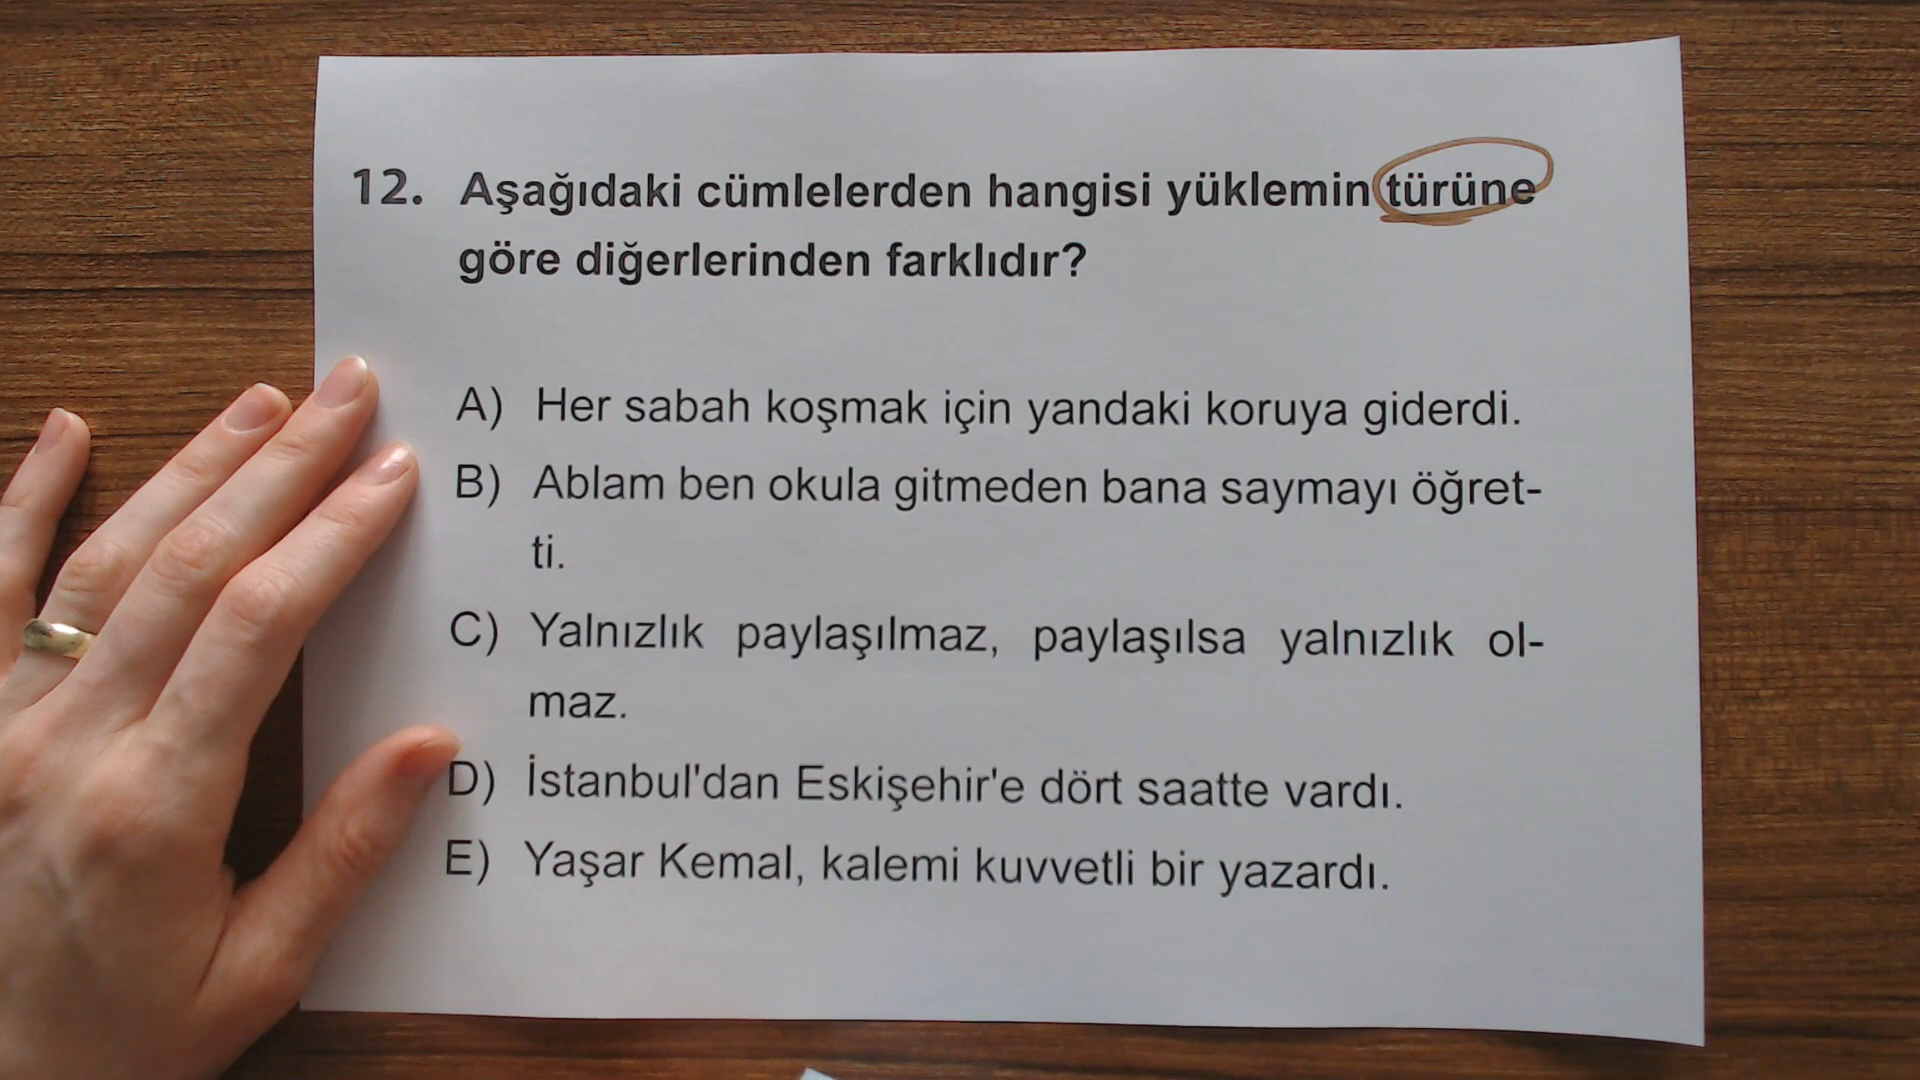 12. Aşağıdaki cümlelerden hangisi yüklemin türüne
göre diğerlerinden farklıdır?
A) Her sabah koşmak için yandaki koruya giderdi.
B) Ablam ben okula gitmeden bana saymayı öğret-
ti.
C) Yalnızlık paylaşılmaz, paylaşılsa yalnızlık ol-
maz.
D) İstanbul'dan Eskişehir'e dört saatte vardı.
E) Yaşar Kemal, kalemi kuvvetli bir yazardı.